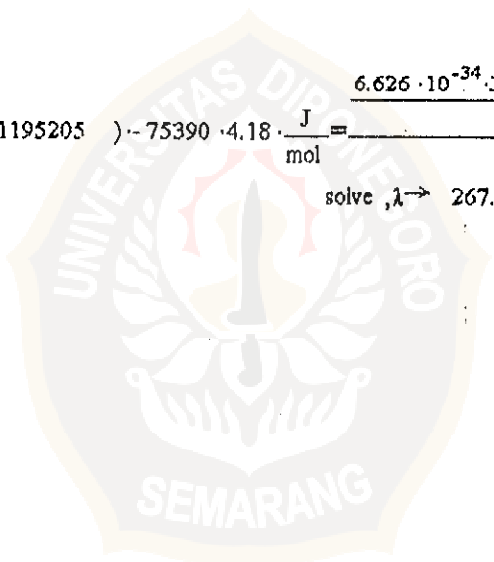 6.626 · 10^-34 ·
1195205 ) ·- 75390 · 4.18 · J/mol =
solve ,λ→ 267.
UNIVERSITAS DIPONEGORO
SEMARANG